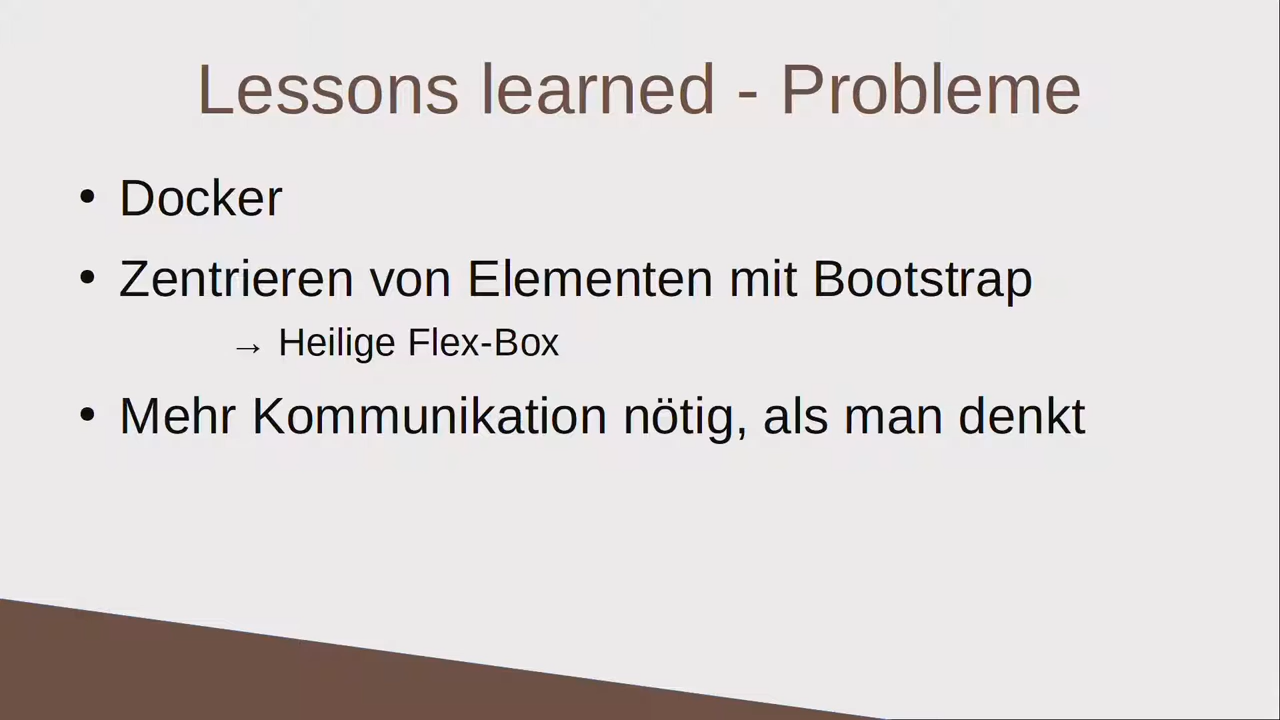 Lessons learned - Probleme
• Docker
• Zentrieren von Elementen mit Bootstrap
→ Heilige Flex-Box
• Mehr Kommunikation nötig, als man denkt